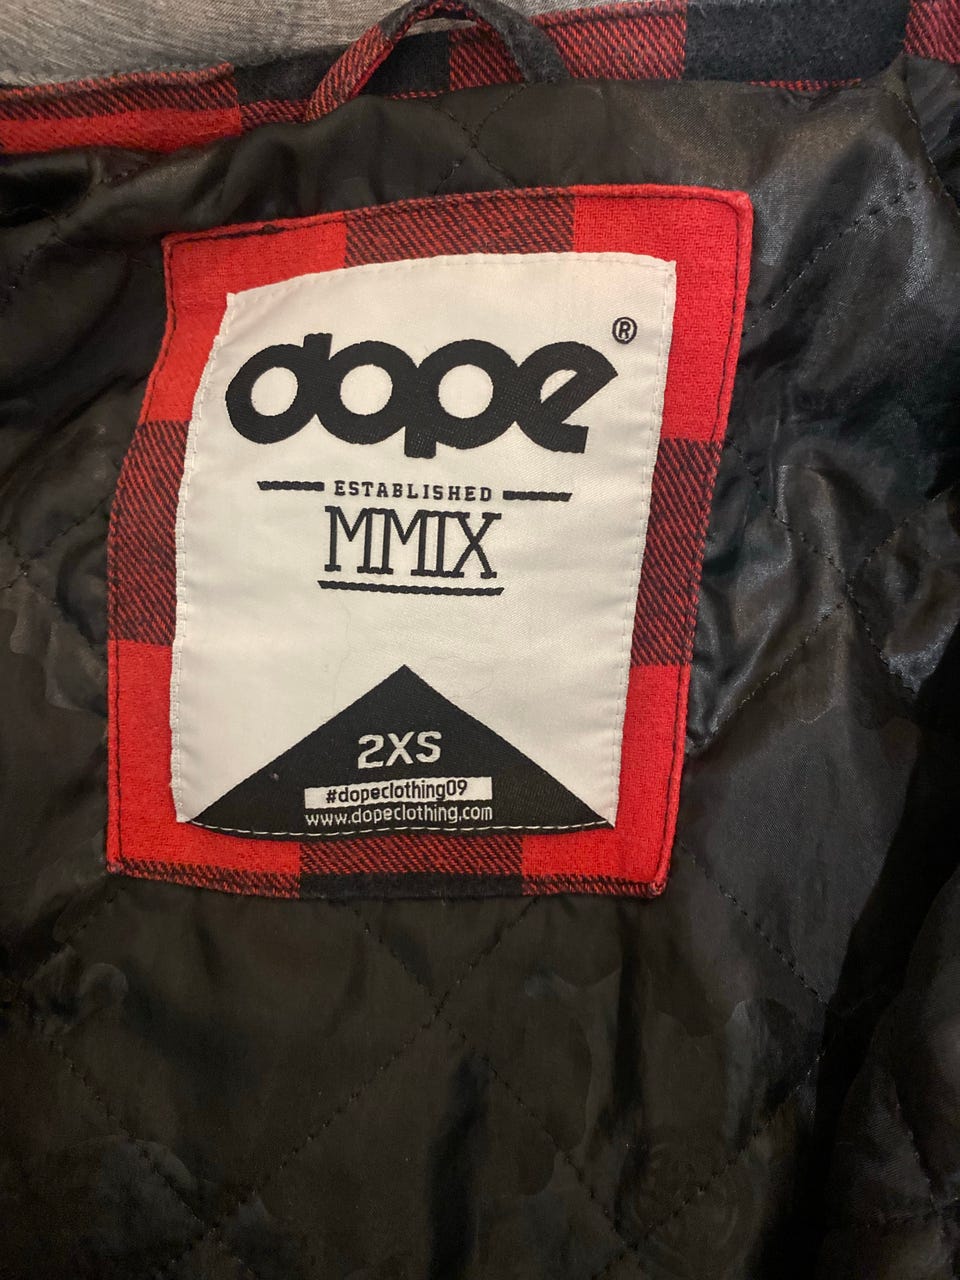 dope®
ESTABLISHED
MMIX
2XS
#dopeclothing09
www.dopeclothing.com